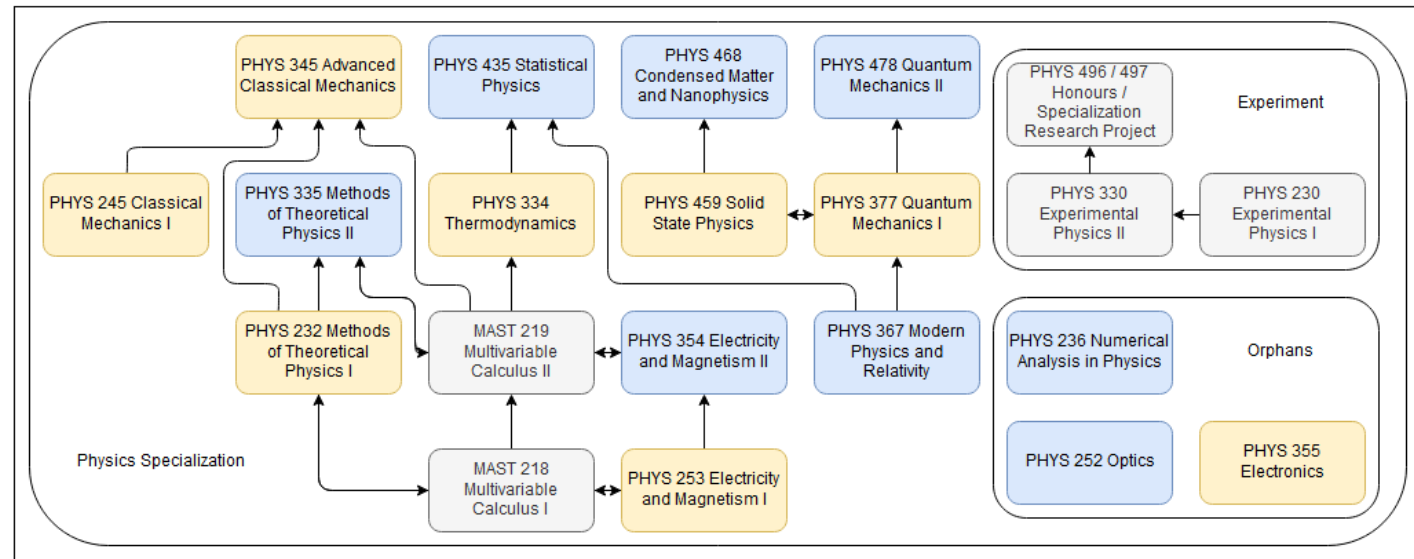 PHYS 345 Advanced
Classical Mechanics
PHYS 435 Statistical
Physics
PHYS 468
Condensed Matter
and Nanophysics
PHYS 478 Quantum
Mechanics II
PHYS 496 / 497
Honours /
Specialization
Research Project
Experiment
PHYS 245 Classical
Mechanics I
PHYS 335 Methods
of Theoretical
Physics II
PHYS 334
Thermodynamics
PHYS 459 Solid
State Physics
PHYS 377 Quantum
Mechanics I
PHYS 330
Experimental
Physics II
PHYS 230
Experimental
Physics I
PHYS 232 Methods
of Theoretical
Physics I
MAST 219
Multivariable
Calculus II
PHYS 354 Electricity
and Magnetism II
PHYS 367 Modern
Physics and
Relativity
PHYS 236 Numerical
Analysis in Physics
Orphans
Physics Specialization
MAST 218
Multivariable
Calculus I
PHYS 253 Electricity
and Magnetism I
PHYS 252 Optics
PHYS 355
Electronics